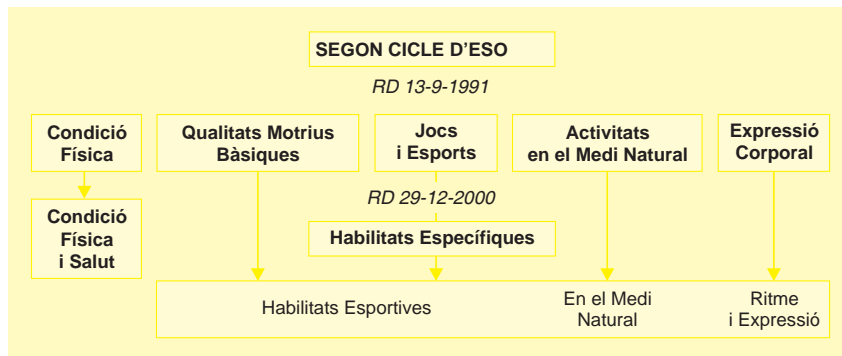 SEGON CICLE D'ESO
RD 13-9-1991
Condició
Física
Qualitats Motrius
Bàsiques
Jocs
i Esports
Activitats
en el Medi Natural
Expressió
Corporal
RD 29-12-2000
Condició
Física
i Salut
Habilitats Específiques
Habilitats Esportives
En el Medi
Natural
Ritme
i Expressió